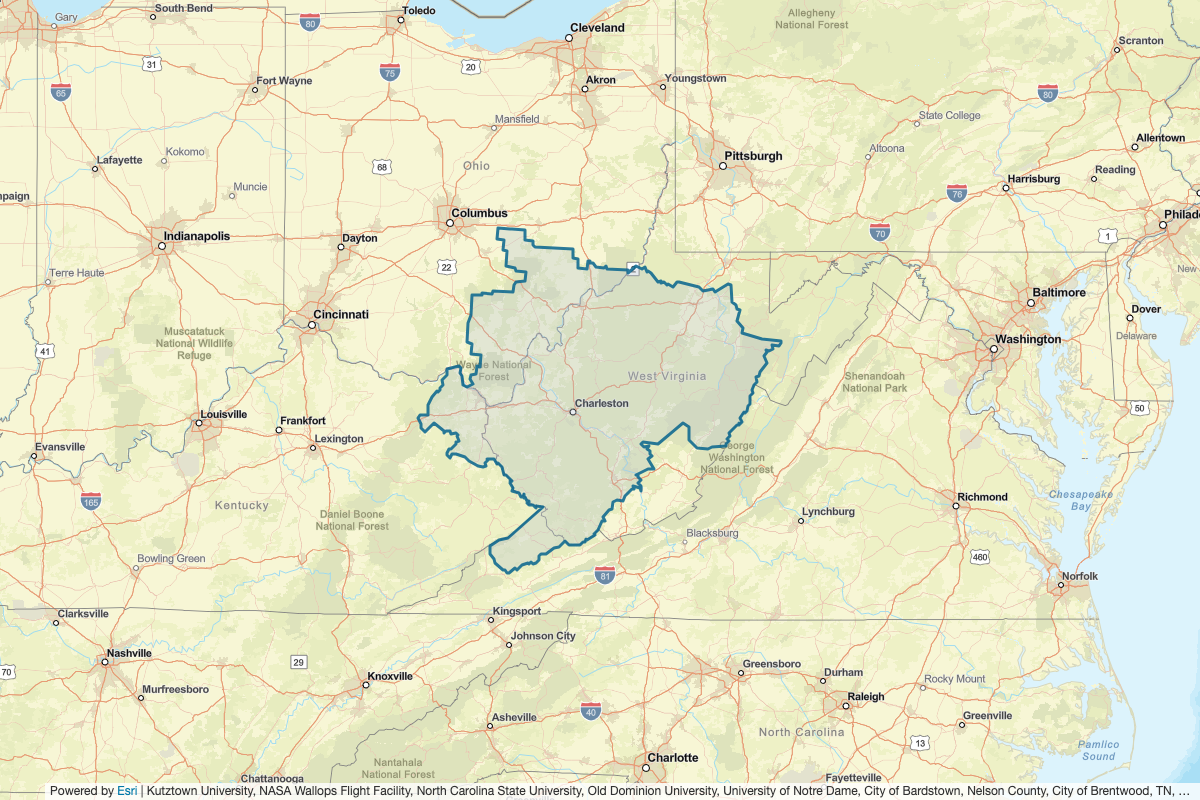 Gary
South Bend
80
Toledo
Cleveland
Allegheny
National Forest
Scranton
31
75
20
Akron
Youngstown
65
Fort Wayne
80
Mansfield
State College
Allentown
Lafayette
Kokomo
68
Ohio
Pittsburgh
Altoona
Reading
Harrisburg
Muncie
76
npaign
Columbus
Philade
Indianapolis
Dayton
70
1
22
Terre Haute
New
Baltimore
Cincinnati
Dover
Delaware
Muscatatuck
National Wildlife
Refuge
Washington
41
Wayne National
Forest
West Virginia
Shenandoah
National Park
Charleston
50
Louisville
Frankfort
Lexington
Evansville
George
Washington
National Forest
165
Kentucky
Daniel Boone
National Forest
Lynchburg
Richmond
Chesapeake
Bay
Blacksburg
Bowling Green
460
81
Norfolk
Clarksville
Kingsport
Johnson City
Nashville
29
70
Knoxville
Greensboro
Durham
Murfreesboro
Rocky Mount
Raleigh
40
Asheville
Greenville
North Carolina
13
Pamlico
Sound
Nantahala
National Forest
Charlotte
Chattanooga
Fayetteville
Powered by Esri | Kutztown University, NASA Wallops Flight Facility, North Carolina State University, Old Dominion University, University of Notre Dame, City of Bardstown, Nelson County, City of Brentwood, TN, ...